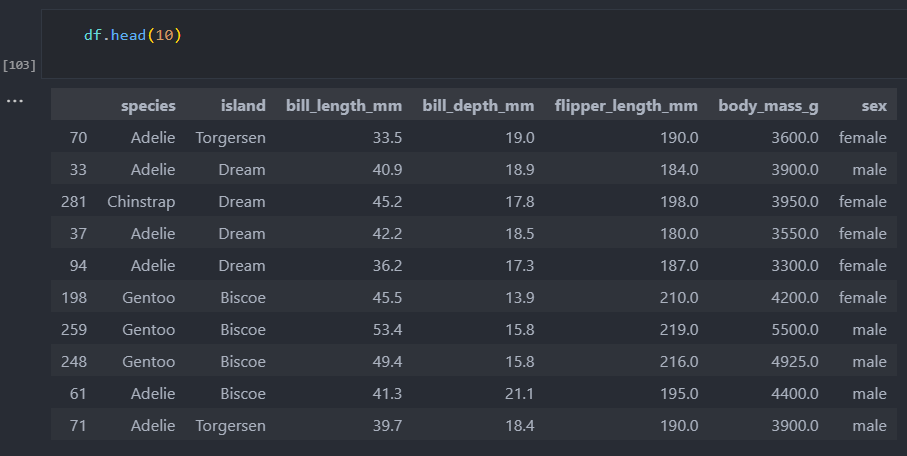 df.head(10)
[103]
...
species island bill_length_mm bill_depth_mm flipper_length_mm body_mass_g sex
70 Adelie Torgersen 33.5 19.0 190.0 3600.0 female
33 Adelie Dream 40.9 18.9 184.0 3900.0 male
281 Chinstrap Dream 45.2 17.8 198.0 3950.0 female
37 Adelie Dream 42.2 18.5 180.0 3550.0 female
94 Adelie Dream 36.2 17.3 187.0 3300.0 female
198 Gentoo Biscoe 45.5 13.9 210.0 4200.0 female
259 Gentoo Biscoe 53.4 15.8 219.0 5500.0 male
248 Gentoo Biscoe 49.4 15.8 216.0 4925.0 male
61 Adelie Biscoe 41.3 21.1 195.0 4400.0 male
71 Adelie Torgersen 39.7 18.4 190.0 3900.0 male